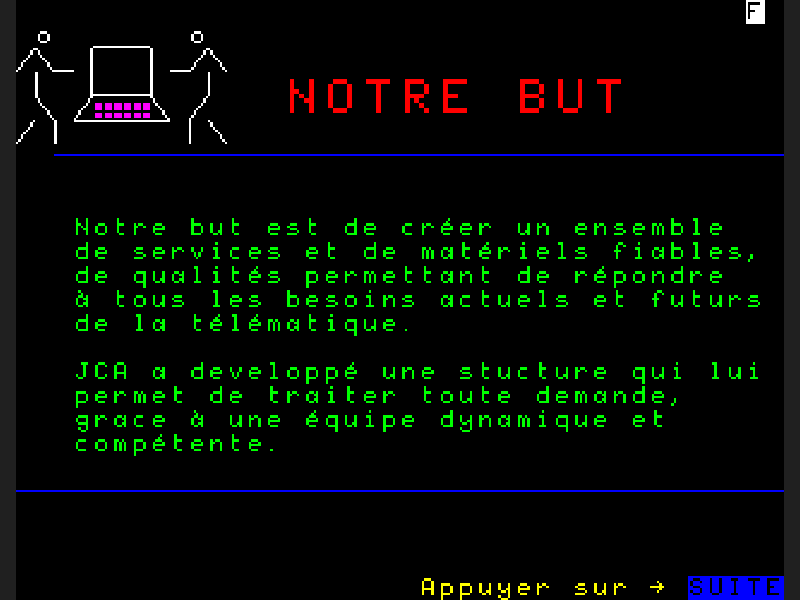 F
NOTRE BUT
Notre but est de créer un ensemble
de services et de matériels fiables,
de qualités permettant de répondre
à tous les besoins actuels et futurs
de la télématique.
JCA a developpé une stucture qui lui
permet de traiter toute demande,
grace à une équipe dynamique et
compétente.
Appuyer sur → SUITE